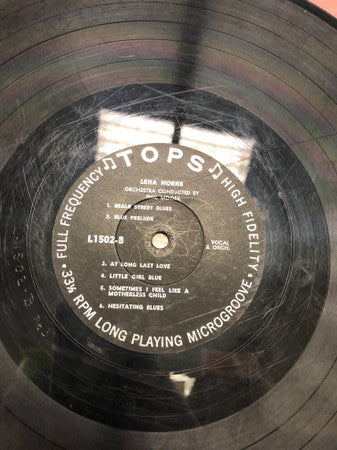 TOPS
FULL FREQUENCY
HIGH FIDELITY
LENA HORNE
ORCHESTRA CONDUCTED BY
PHIL MOORE
1. BEALE STREET BLUES
2. BLUE PRELUDE
L1502-B
VOCAL
& ORCH.
3. AT LONG LAST LOVE
4. LITTLE GIRL BLUE
5. SOMETIMES I FEEL LIKE A
MOTHERLESS CHILD
6. HESITATING BLUES
33⅓ RPM LONG PLAYING MICROGROOVE